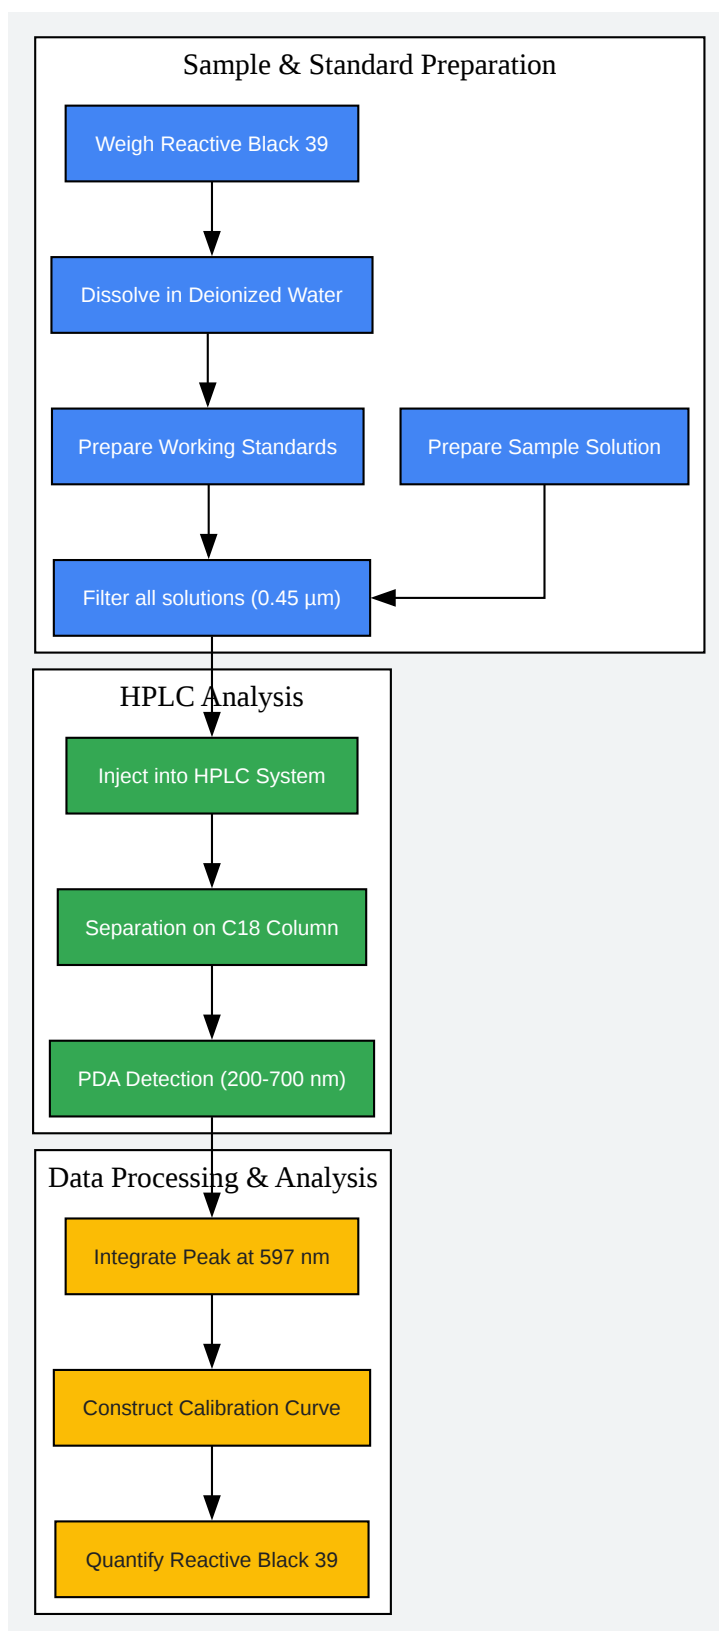 Sample & Standard Preparation
Weigh Reactive Black 39
Dissolve in Deionized Water
Prepare Working Standards
Prepare Sample Solution
Filter all solutions (0.45 µm)
HPLC Analysis
Inject into HPLC System
Separation on C18 Column
PDA Detection (200-700 nm)
Data Processing & Analysis
Integrate Peak at 597 nm
Construct Calibration Curve
Quantify Reactive Black 39